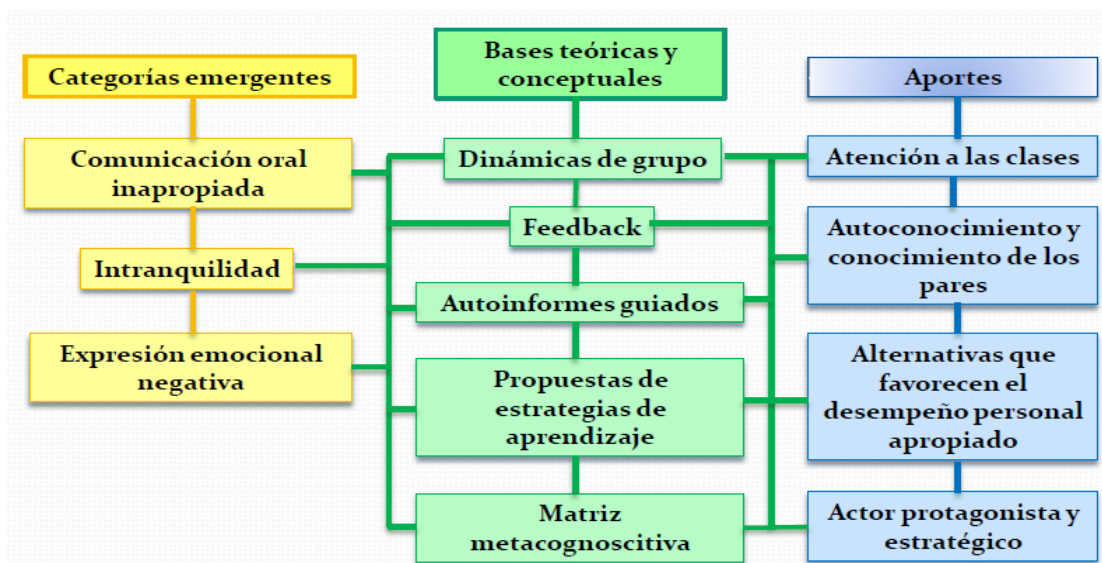 Categorías emergentes
Comunicación oral
inapropiada
Intranquilidad
Expresión emocional
negativa
Bases teóricas y
conceptuales
Dinámicas de grupo
Feedback
Autoinformes guiados
Propuestas de
estrategias de
aprendizaje
Matriz
metacognoscitiva
Aportes
Atención a las clases
Autoconocimiento y
conocimiento de los
pares
Alternativas que
favorecen el
desempeño personal
apropiado
Actor protagonista y
estratégico